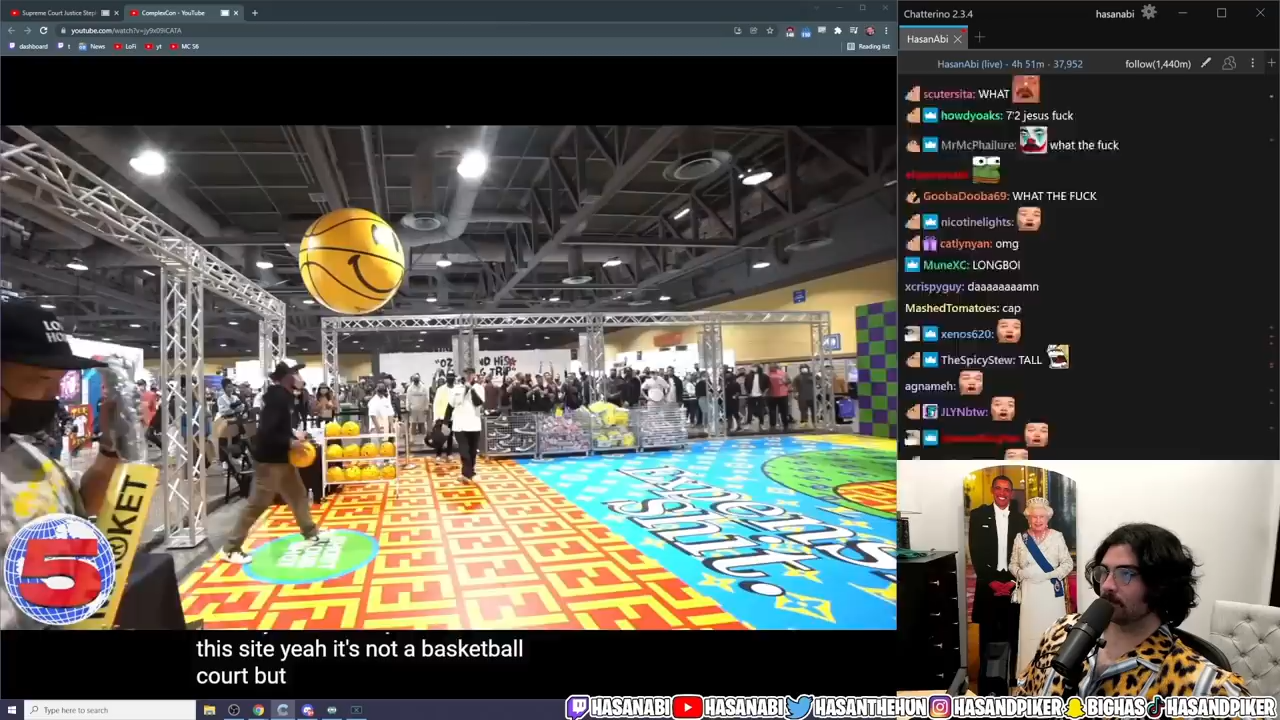 Supreme Court Justice Step
ComplexCon - YouTube
youtube.com/watch?v=jy9x09iCATA
dashboard
t
News
LoFi
yt
MC S6
Reading list
Chatterino 2.3.4
hasanabi
HasanAbi
HasanAbi (live) - 4h 51m - 37,952
follow(1,440m)
scutersita: WHAT
howdyoaks: 7'2 jesus fuck
MrMcPhailure: what the fuck
GoobaDooba69: WHAT THE FUCK
nicotinelights:
catlynyan: omg
MuneXC: LONGBOI
xcrispyguy: daaaaaaamn
MashedTomatoes: cap
xenos620:
TheSpicyStew: TALL
agnameh:
JLYNbtw:
5
this site yeah it's not a basketball
court but
Type here to search
HASANABI
HASANABI
HASANTHEHUN
HASANDPIKER
BIGHAS
HASANDPIKER